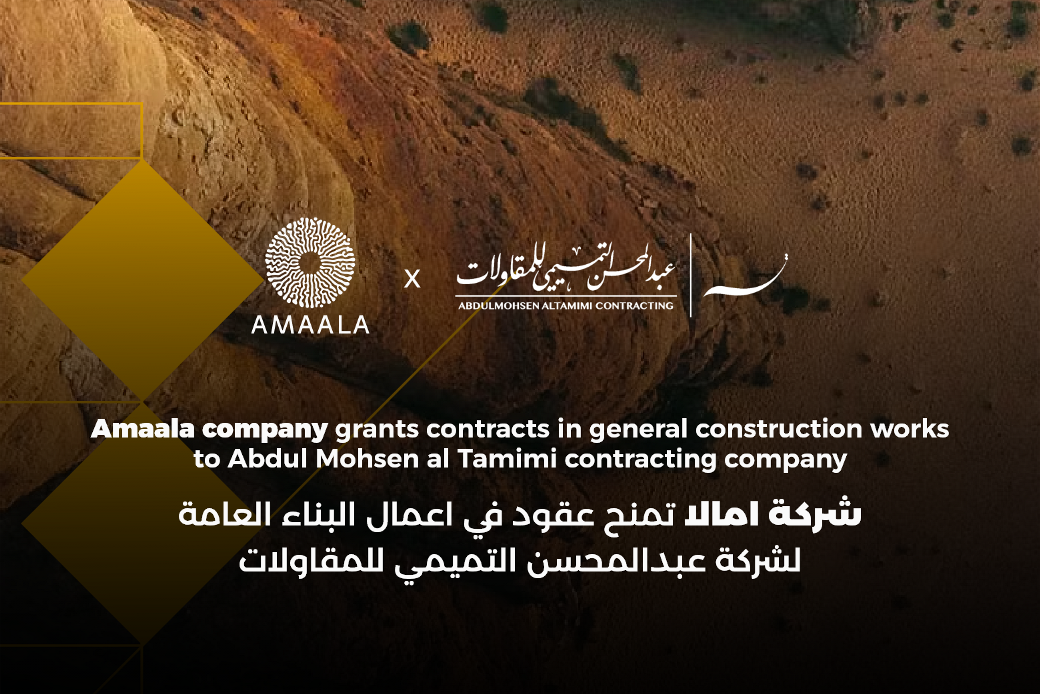 AMAALA
x
عبدالمحسن التميمي للمقاولات
ABDULMOHSEN ALTAMIMI CONTRACTING
Amaala company grants contracts in general construction works
to Abdul Mohsen al Tamimi contracting company
شركة امالا تمنح عقود في اعمال البناء العامة
لشركة عبدالمحسن التميمي للمقاولات